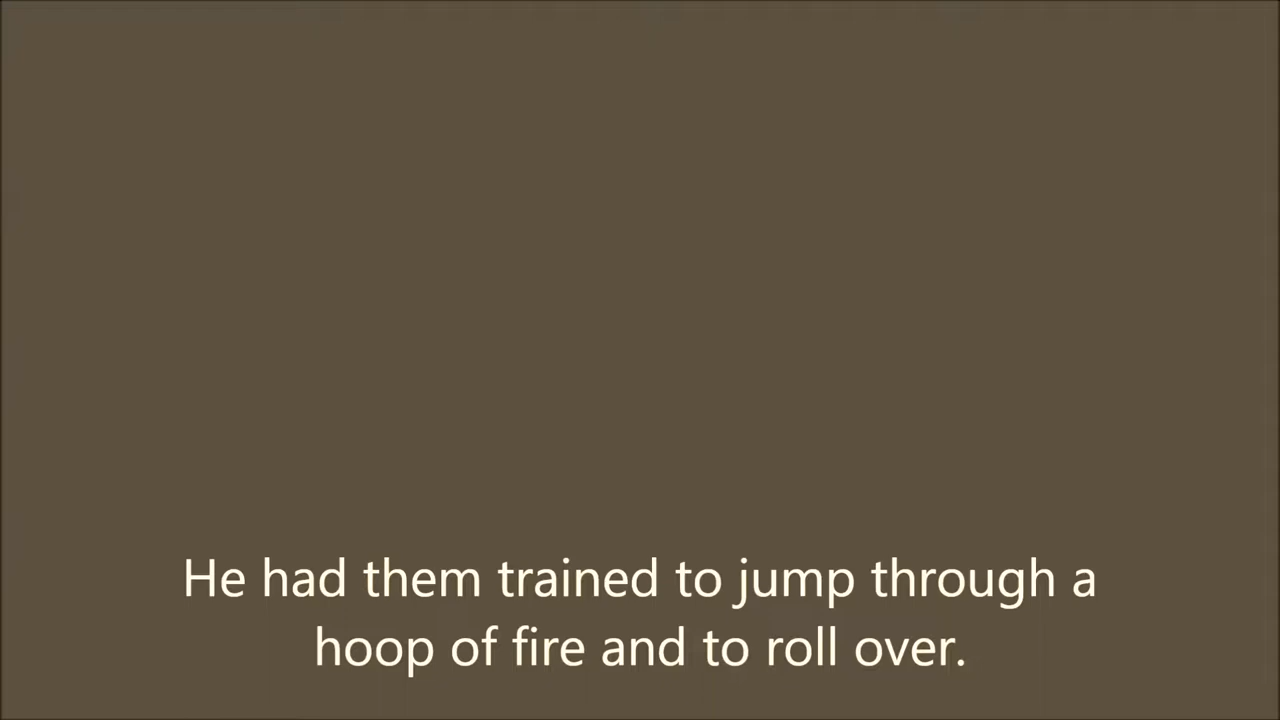 He had them trained to jump through a
hoop of fire and to roll over.